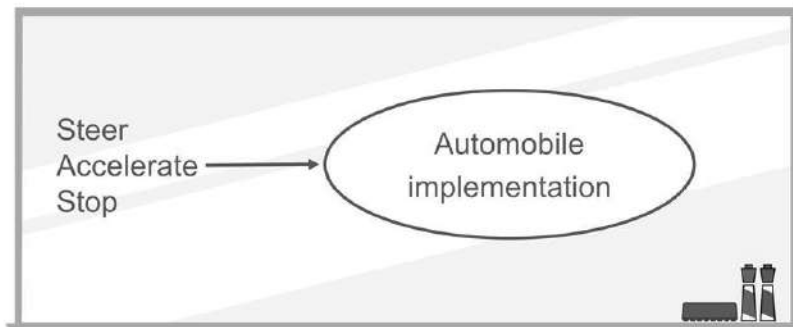 Steer
Accelerate
Stop
Automobile
implementation